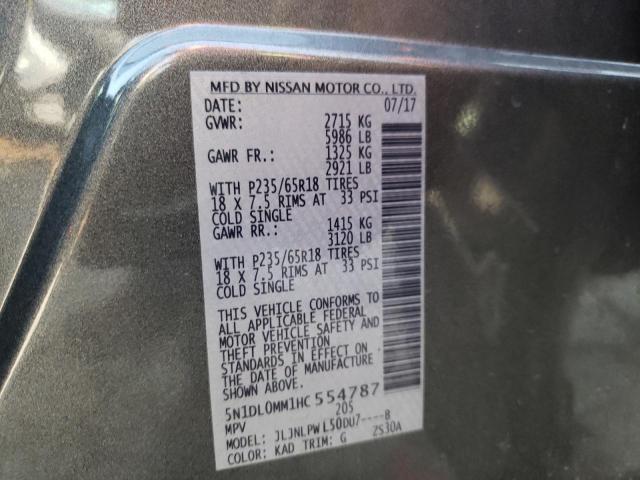 MFD BY NISSAN MOTOR CO., LTD.
DATE: 07/17
GVWR: 2715 KG
5986 LB
GAWR FR.: 1325 KG
2921 LB
WITH P235/65R18 TIRES
18 X 7.5 RIMS AT 33 PSI
COLD SINGLE
GAWR RR.: 1415 KG
3120 LB
WITH P235/65R18 TIRES
18 X 7.5 RIMS AT 33 PSI
COLD SINGLE
THIS VEHICLE CONFORMS TO
ALL APPLICABLE FEDERAL
MOTOR VEHICLE SAFETY AND
THEFT PREVENTION
STANDARDS IN EFFECT ON
THE DATE OF MANUFACTURE
SHOWN ABOVE.
5N1DL0MM1HC554787
MPV 205
MODEL: JLJNLPWL50DU7----B
COLOR: KAD TRIM: G ZS30A